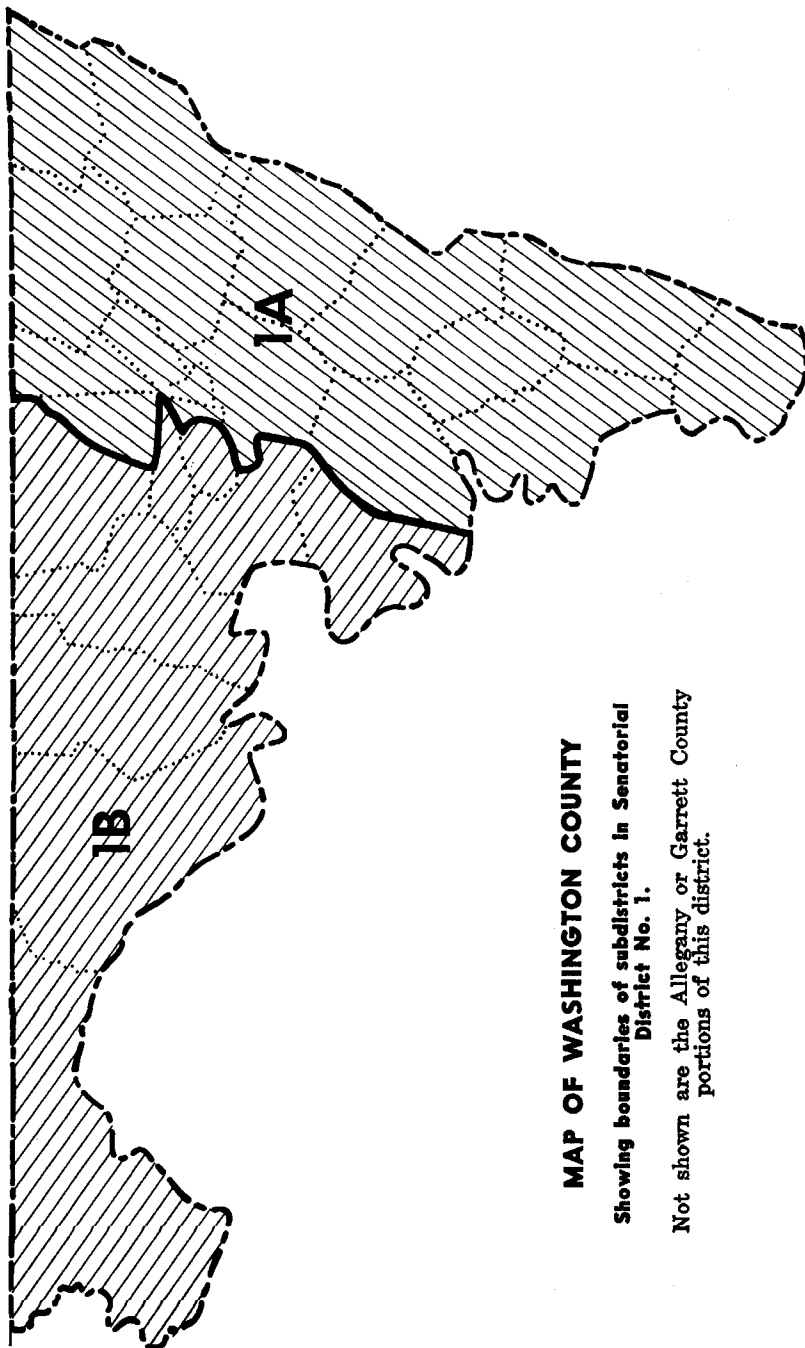 1A
1B
MAP OF WASHINGTON COUNTY
Showing boundaries of subdistricts in Senatorial
District No. 1.
Not shown are the Allegany or Garrett County
portions of this district.